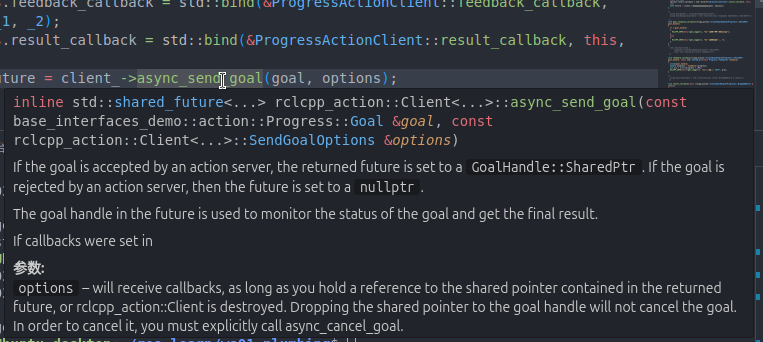 .feedback_callback = std::bind(&ProgressActionClient::feedback_callback,
_1, _2);
.result_callback = std::bind(&ProgressActionClient::result_callback, this,
uture = client_->async_send_goal(goal, options);
inline std::shared_future<...> rclcpp_action::Client<...>::async_send_goal(const
base_interfaces_demo::action::Progress::Goal &goal, const
rclcpp_action::Client<...>::SendGoalOptions &options)
If the goal is accepted by an action server, the returned future is set to a GoalHandle::SharedPtr. If the goal is
rejected by an action server, then the future is set to a nullptr.
The goal handle in the future is used to monitor the status of the goal and get the final result.
If callbacks were set in
参数:
options – will receive callbacks, as long as you hold a reference to the shared pointer contained in the returned
future, or rclcpp_action::Client is destroyed. Dropping the shared pointer to the goal handle will not cancel the goal.
In order to cancel it, you must explicitly call async_cancel_goal.